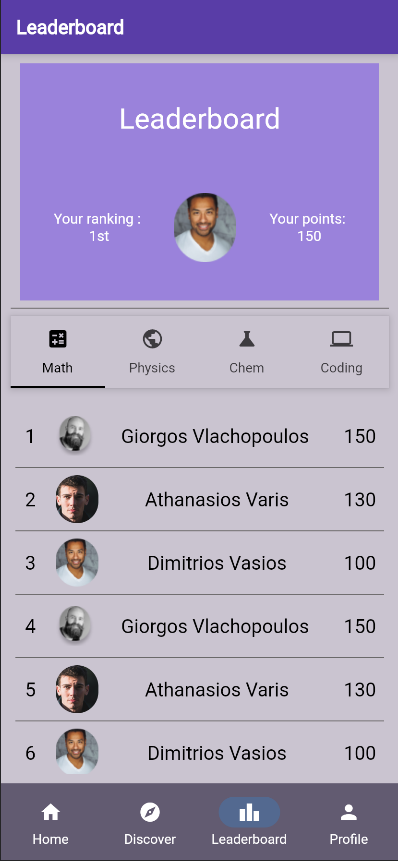 Leaderboard
Leaderboard
Your ranking :
1st
Your points:
150
Math
Physics
Chem
Coding
1 Giorgos Vlachopoulos 150
2 Athanasios Varis 130
3 Dimitrios Vasios 100
4 Giorgos Vlachopoulos 150
5 Athanasios Varis 130
6 Dimitrios Vasios 100
Home
Discover
Leaderboard
Profile